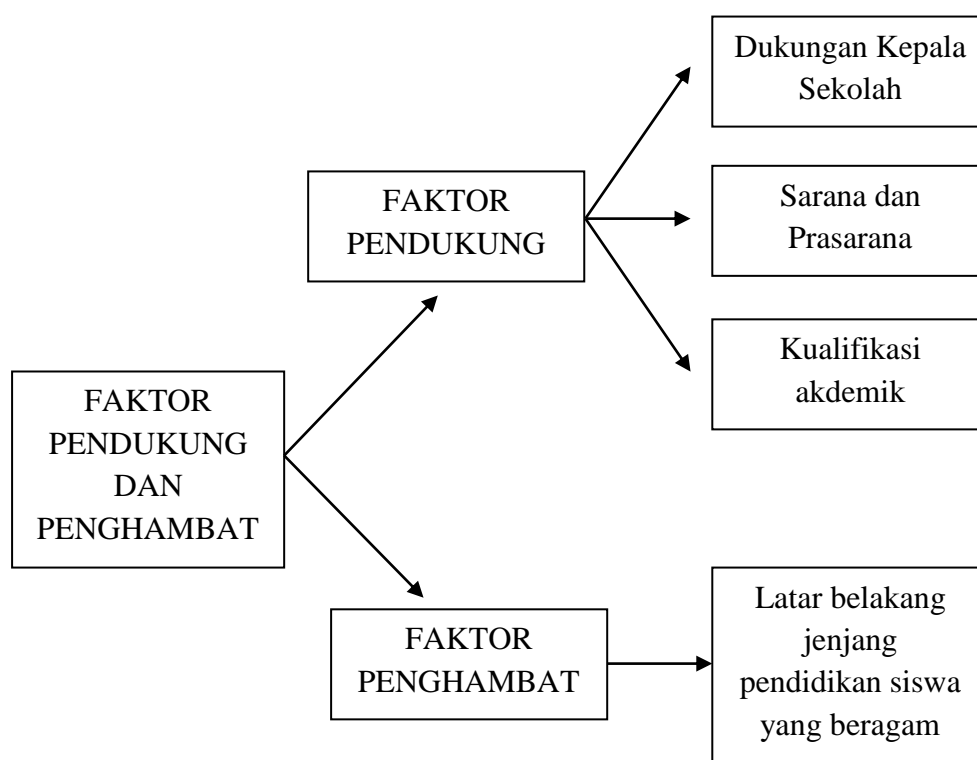 Dukungan Kepala
Sekolah
FAKTOR
PENDUKUNG
Sarana dan
Prasarana
Kualifikasi
akdemik
FAKTOR
PENDUKUNG
DAN
PENGHAMBAT
FAKTOR
PENGHAMBAT
Latar belakang
jenjang
pendidikan siswa
yang beragam